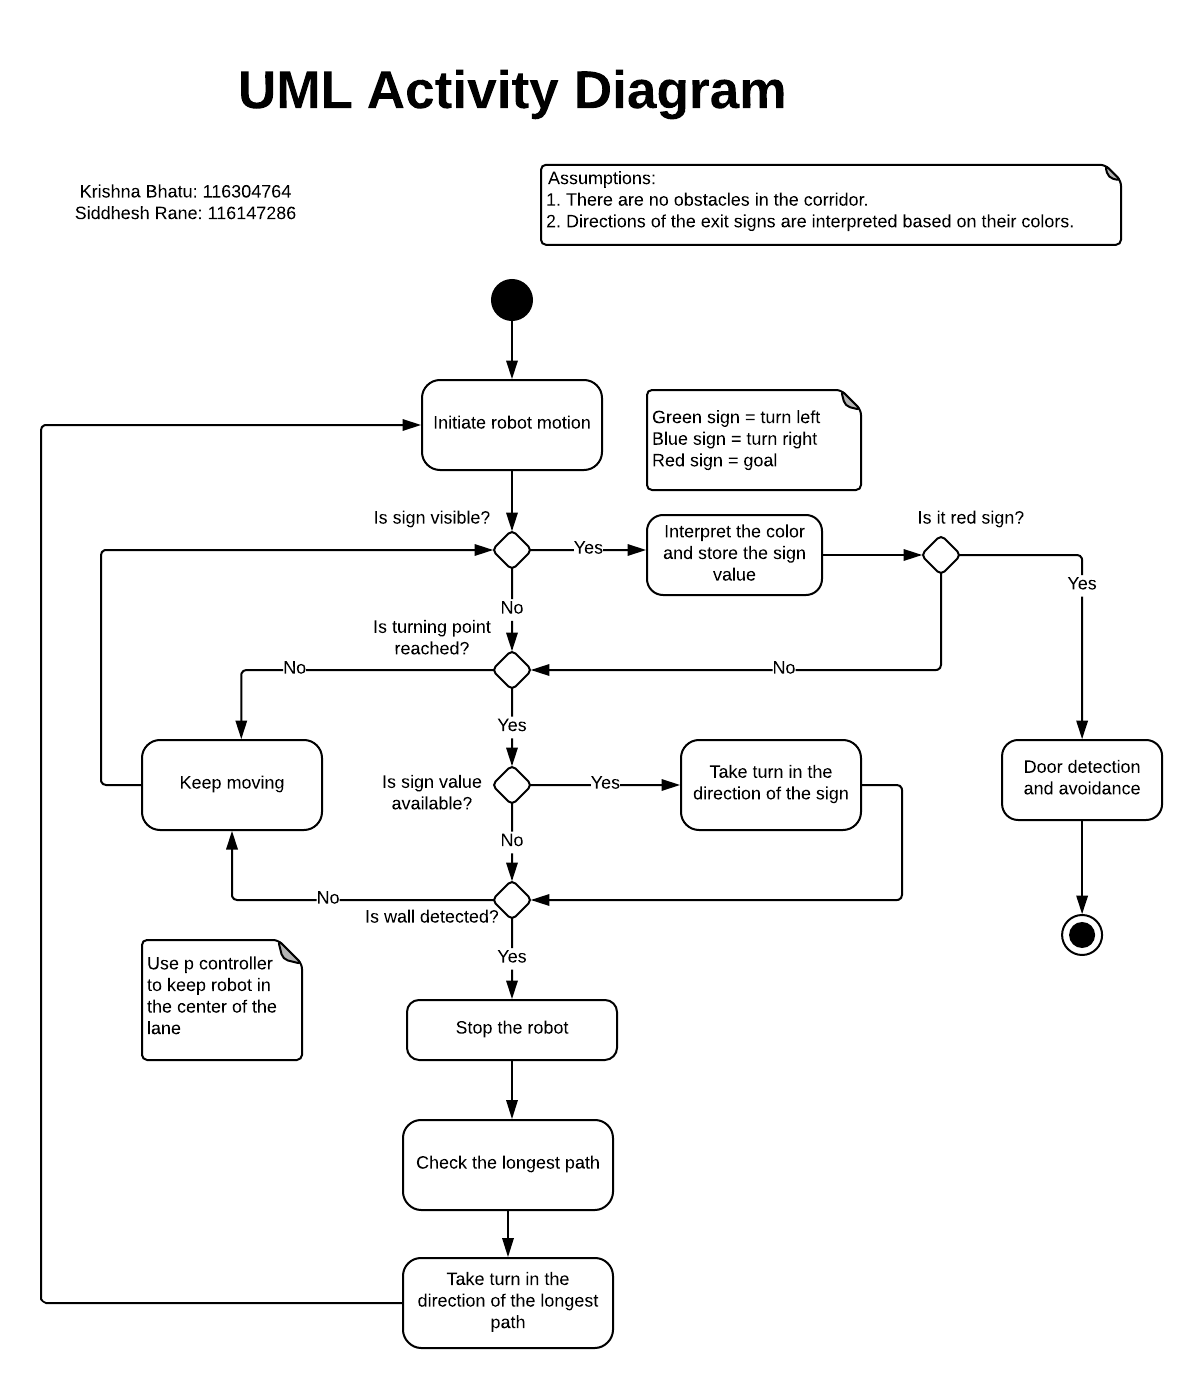 UML Activity Diagram
Krishna Bhatu: 116304764
Siddhesh Rane: 116147286
Assumptions:
1. There are no obstacles in the corridor.
2. Directions of the exit signs are interpreted based on their colors.
Initiate robot motion
Green sign = turn left
Blue sign = turn right
Red sign = goal
Is sign visible?
Yes
Interpret the color
and store the sign
value
Is it red sign?
Yes
No
Is turning point
reached?
No
No
Yes
Keep moving
Is sign value
available?
Yes
Take turn in the
direction of the sign
Door detection
and avoidance
No
No
Is wall detected?
Yes
Use p controller
to keep robot in
the center of the
lane
Stop the robot
Check the longest path
Take turn in the
direction of the longest
path